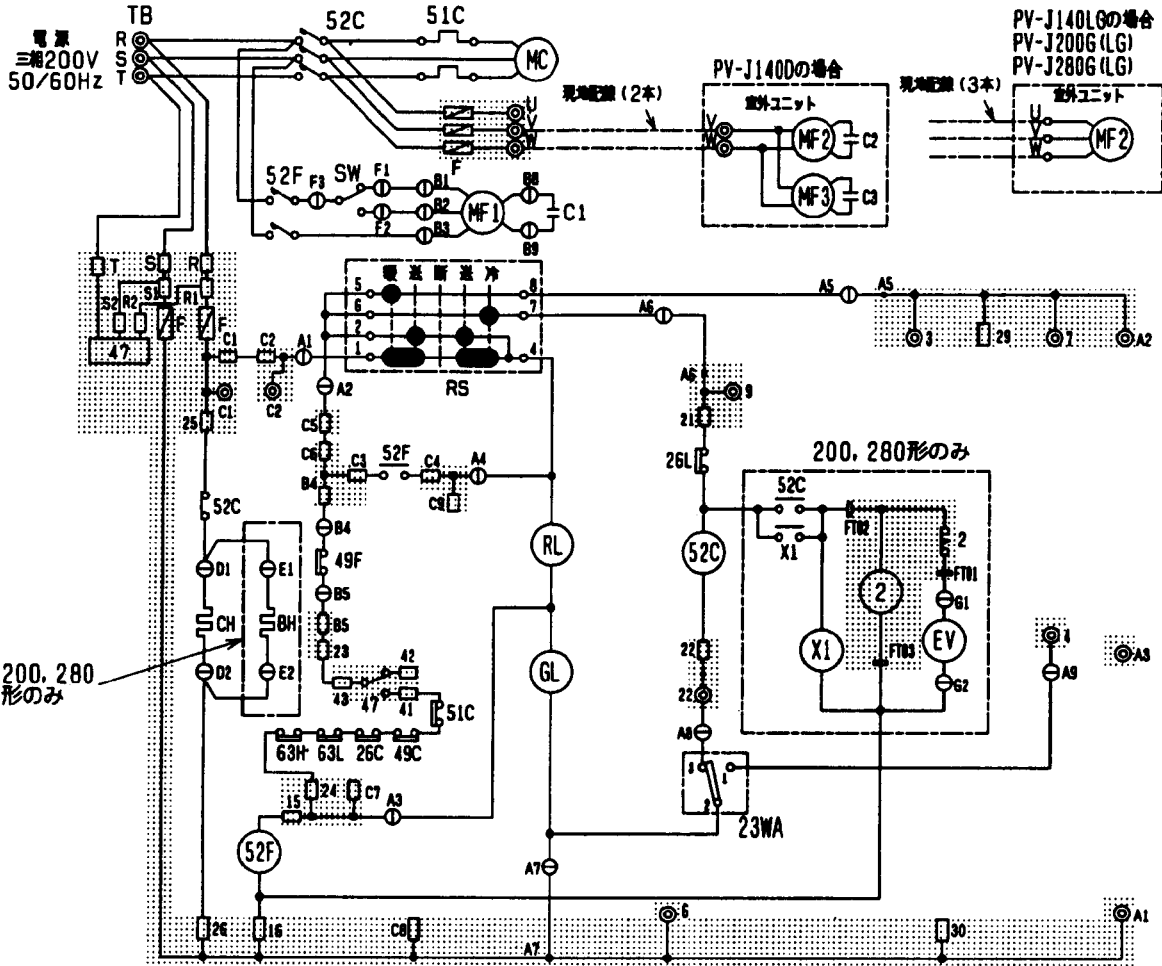 TB
52C
51C
電源
三相200V
50/60Hz
R
S
T
MC
PV-J140LGの場合
PV-J200G(LG)
PV-J280G(LG)
PV-J140Dの場合
現地配線(2本)
現地配線(3本)
室外ユニット
室外ユニット
U
V
W
F
V
W
MF2
C2
MF3
C3
U
V
W
MF2
52F
F3
SW
F1
F2
B1
B2
B3
MF1
B8
B9
C1
T
S
R
S2
R2
S1
R1
F
F
47
C1
C2
A1
C1
C2
25
暖 送 断 送 冷
5
6
2
1
8
7
4
RS
A5
A5
A6
3
29
7
A2
A2
C5
C6
C3
52F
C4
A4
C9
B4
B4
49F
B5
B5
23
43
47
42
41
51C
63H
63L
26C
49C
24
C7
15
A3
52F
52C
D1
E1
CH
BH
D2
E2
200, 280
形のみ
RL
GL
A6
9
21
26L
52C
22
22
A8
3
1
2
23WA
200, 280形のみ
52C
X1
FT02
2
FT01
2
G1
X1
FT03
EV
G2
4
A9
A3
A7
26
16
C8
A7
6
30
A1